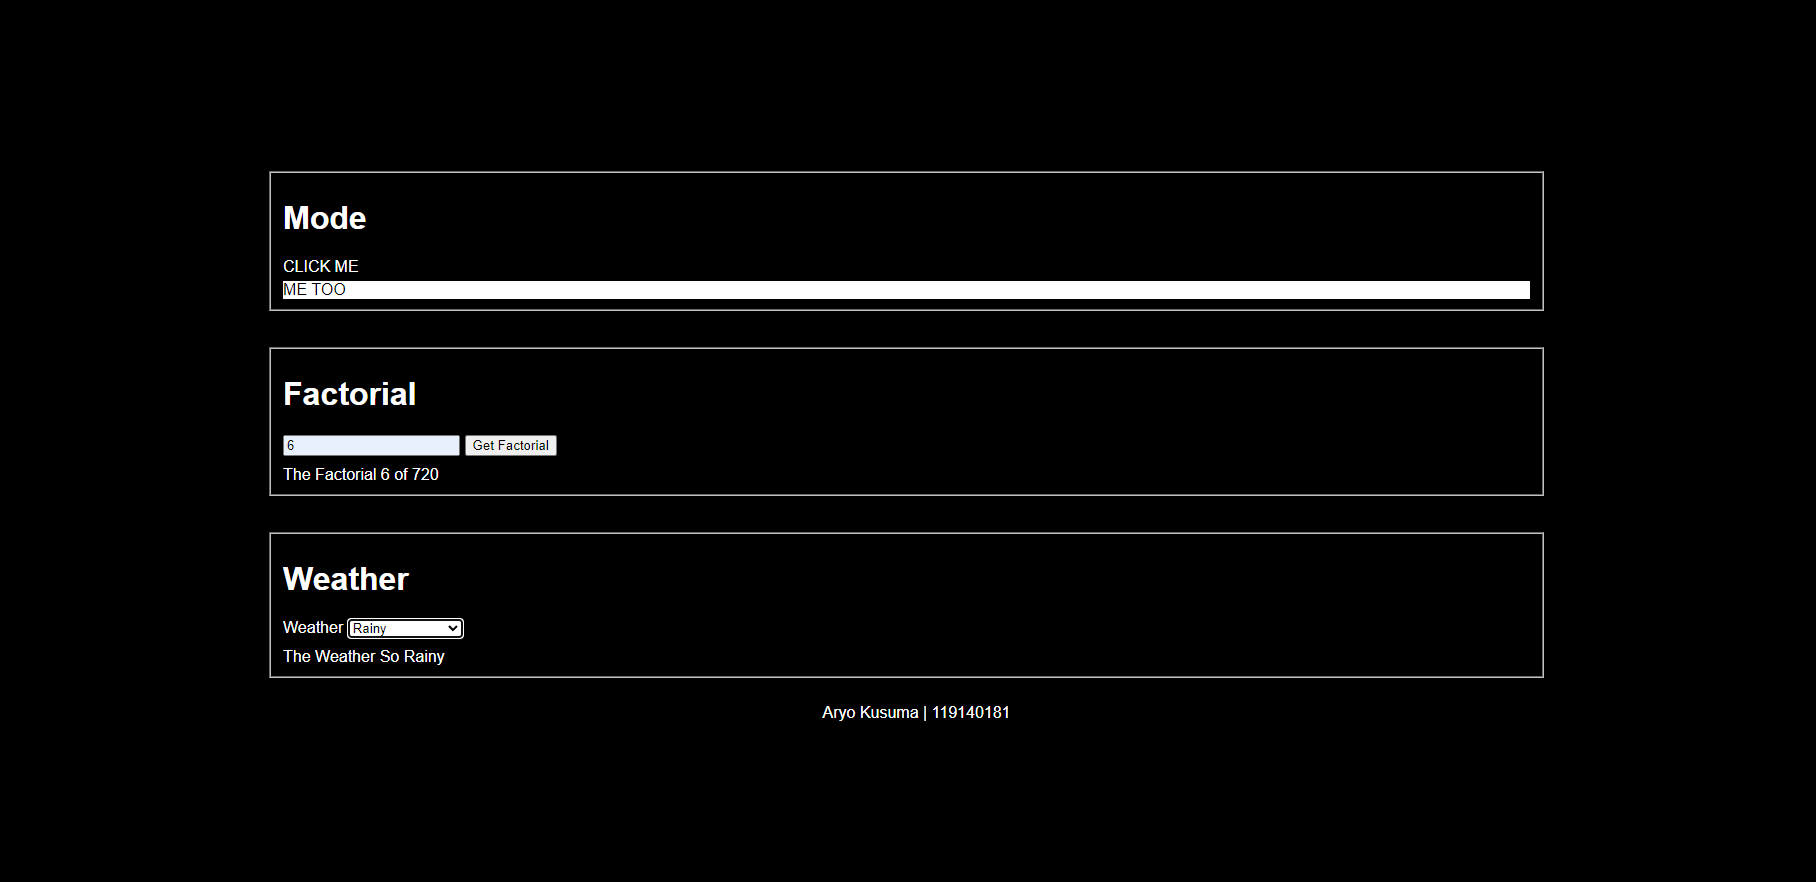 Mode
CLICK ME
ME TOO
Factorial
6 Get Factorial
The Factorial 6 of 720
Weather
Weather Rainy
The Weather So Rainy
Aryo Kusuma | 119140181